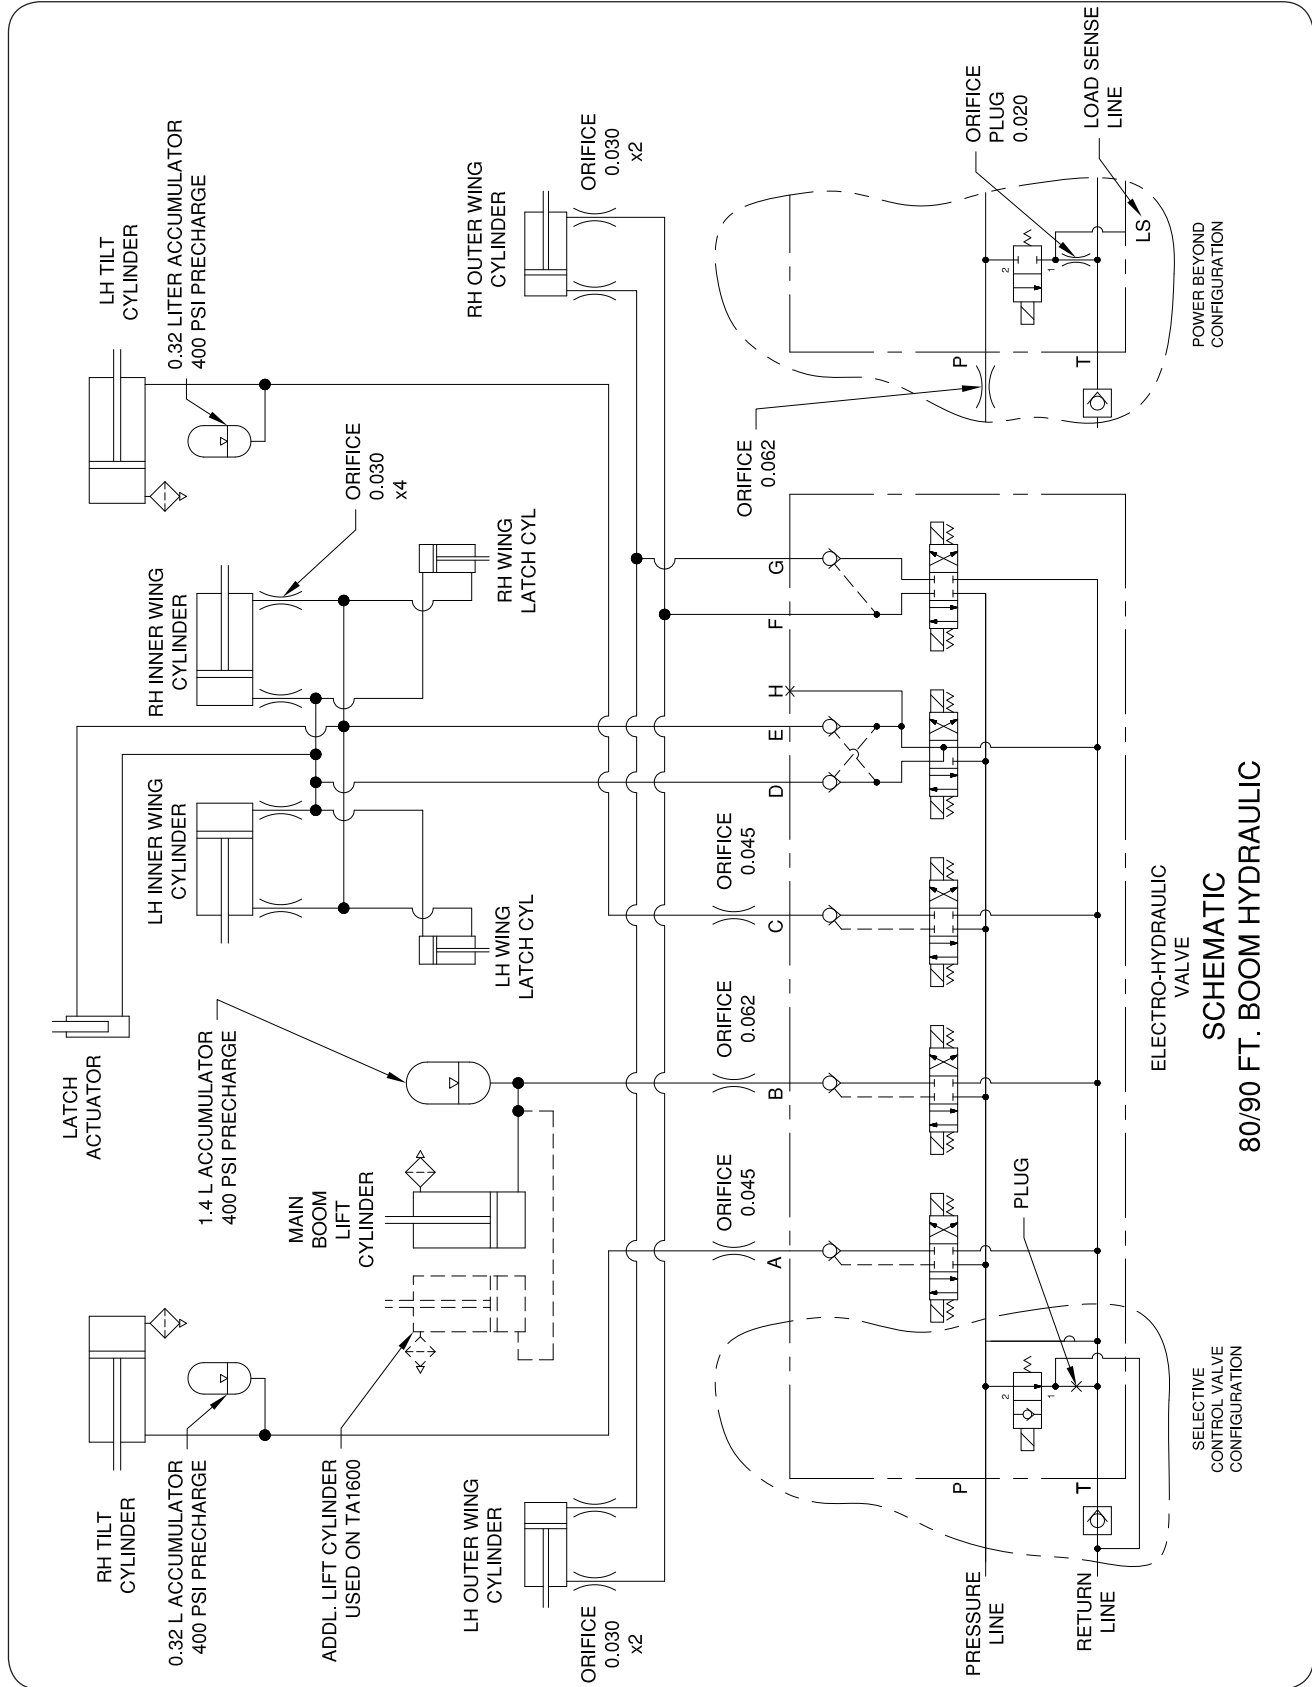 RH TILT
CYLINDER
0.32 L ACCUMULATOR
400 PSI PRECHARGE
ADDL. LIFT CYLINDER
USED ON TA1600
LH OUTER WING
CYLINDER
ORIFICE
0.030
x2
LATCH
ACTUATOR
1.4 L ACCUMULATOR
400 PSI PRECHARGE
MAIN
BOOM
LIFT
CYLINDER
LH INNER WING
CYLINDER
LH WING
LATCH CYL
RH INNER WING
CYLINDER
ORIFICE
0.030
x4
RH WING
LATCH CYL
LH TILT
CYLINDER
0.32 LITER ACCUMULATOR
400 PSI PRECHARGE
RH OUTER WING
CYLINDER
ORIFICE
0.030
x2
ORIFICE
0.045
ORIFICE
0.062
ORIFICE
0.045
ORIFICE
0.062
A
B
C
D
E
H
F
G
P
T
2
1
PLUG
PRESSURE
LINE
RETURN
LINE
SELECTIVE
CONTROL VALVE
CONFIGURATION
P
T
2
1
ORIFICE
PLUG
0.020
LOAD SENSE
LINE
LS
POWER BEYOND
CONFIGURATION
ELECTRO-HYDRAULIC
VALVE
SCHEMATIC
80/90 FT. BOOM HYDRAULIC